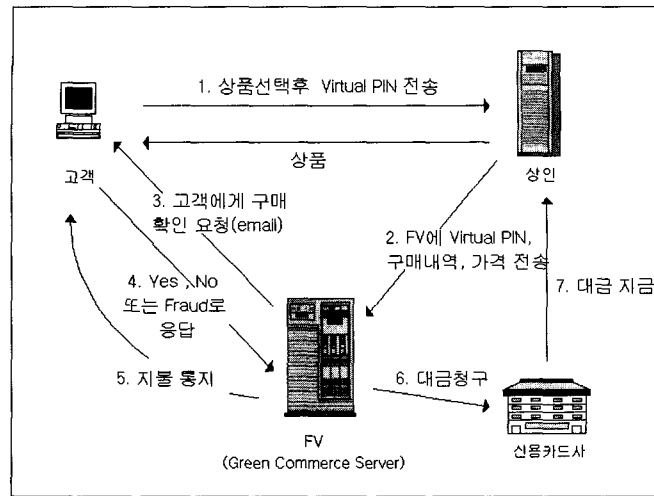 1. 상품선택후 Virtual PIN 전송
상품
고객
상인
3. 고객에게 구매
확인 요청(email)
2. FV에 Virtual PIN,
구매내역, 가격 전송
4. Yes , No
또는 Fraud로
응답
7. 대금 지금
5. 지불 통지
6. 대금청구
FV
(Green Commerce Server)
신용카드사